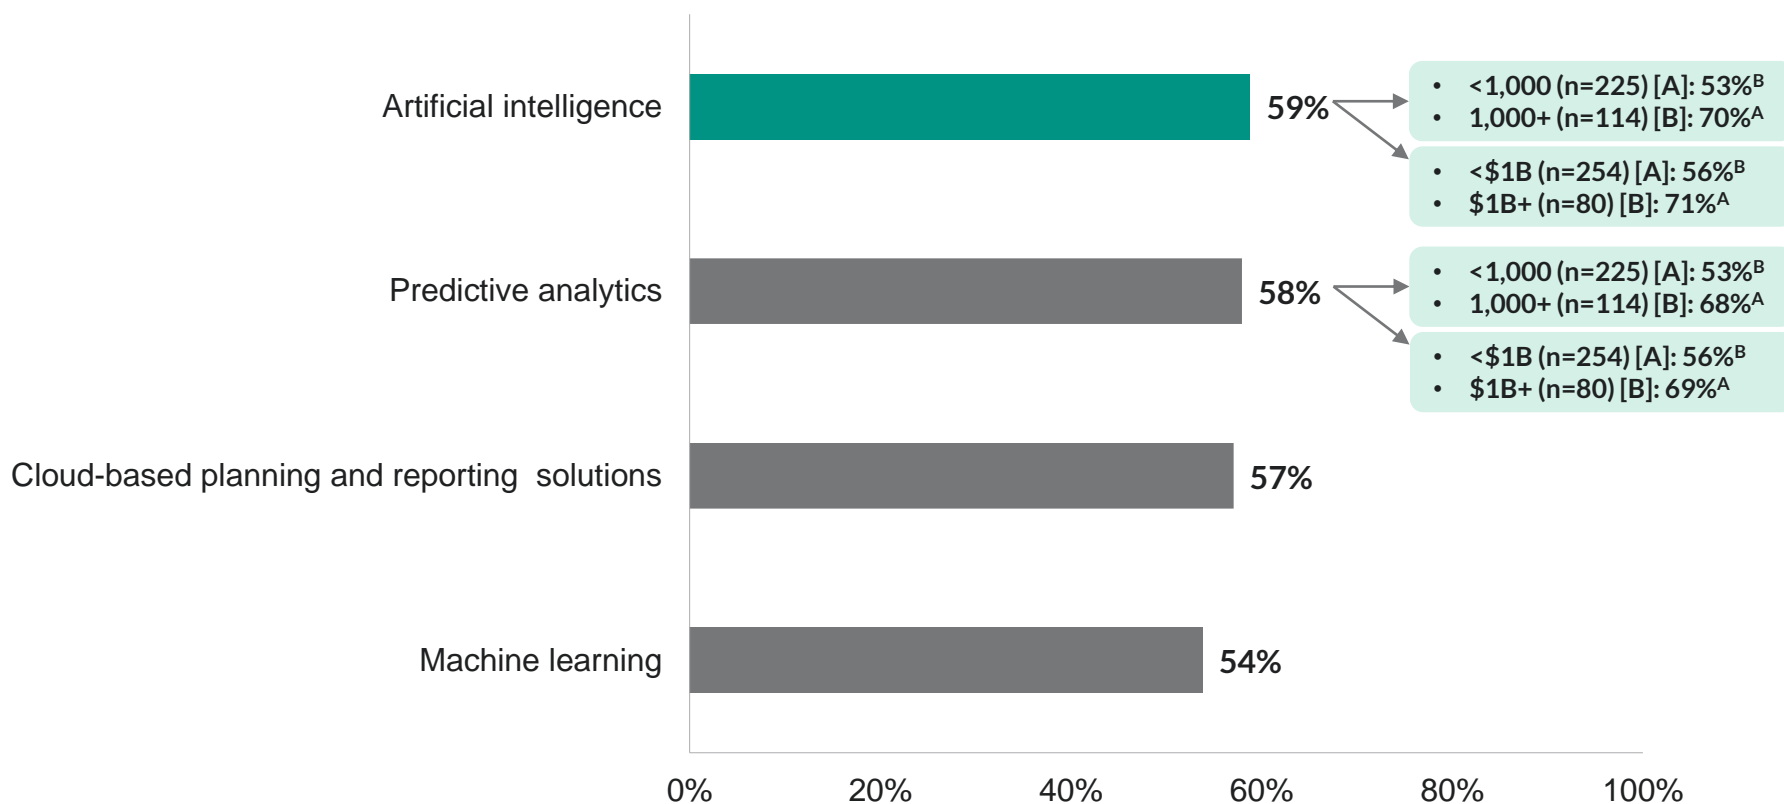 Artificial intelligence
59%
• <1,000 (n=225) [A]: 53%ᴮ
• 1,000+ (n=114) [B]: 70%ᴬ
• <$1B (n=254) [A]: 56%ᴮ
• $1B+ (n=80) [B]: 71%ᴬ
Predictive analytics
58%
• <1,000 (n=225) [A]: 53%ᴮ
• 1,000+ (n=114) [B]: 68%ᴬ
• <$1B (n=254) [A]: 56%ᴮ
• $1B+ (n=80) [B]: 69%ᴬ
Cloud-based planning and reporting  solutions
57%
Machine learning
54%
0% 20% 40% 60% 80% 100%